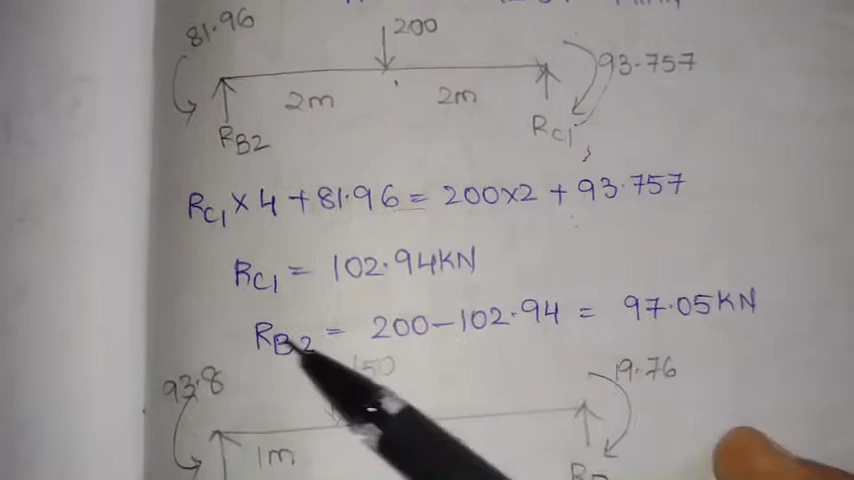 81.96
200
93.757
2m 2m
RB2 RC1
RC1 × 4 + 81.96 = 200×2 + 93.757
RC1 = 102.94KN
RB2 = 200-102.94 = 97.05KN
93.8 150 19.76
1m